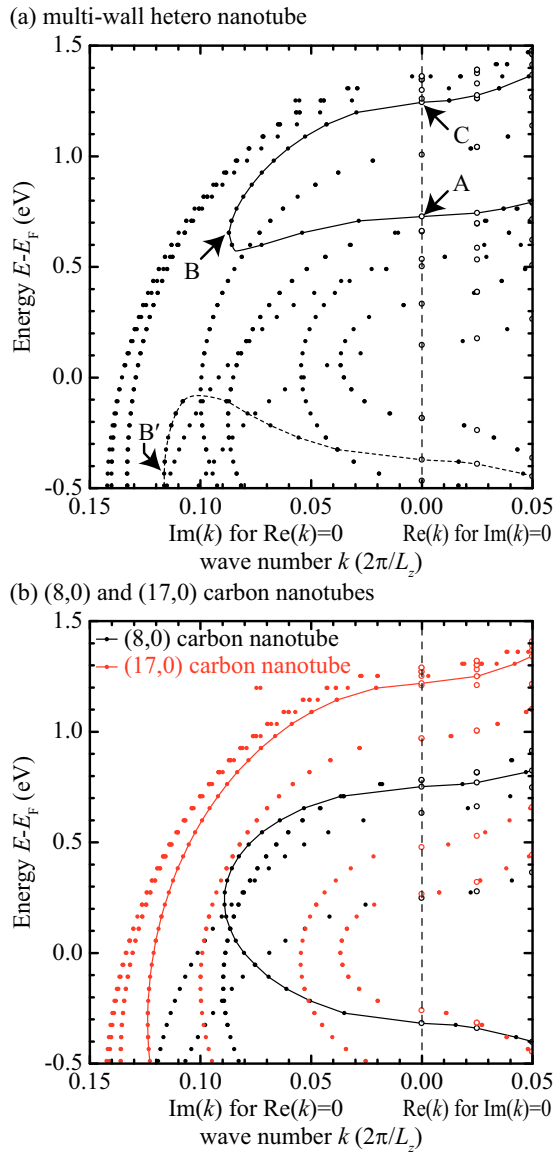 (a) multi-wall hetero nanotube
1.5
1.0
0.5
0.0
-0.5
Energy E-E_F (eV)
C
A
B
B′
0.15 0.10 0.05 0.00 0.05
Im(k) for Re(k)=0 Re(k) for Im(k)=0
wave number k (2π/L_z)
(b) (8,0) and (17,0) carbon nanotubes
1.5
(8,0) carbon nanotube
(17,0) carbon nanotube
1.0
0.5
0.0
-0.5
Energy E-E_F (eV)
0.15 0.10 0.05 0.00 0.05
Im(k) for Re(k)=0 Re(k) for Im(k)=0
wave number k (2π/L_z)